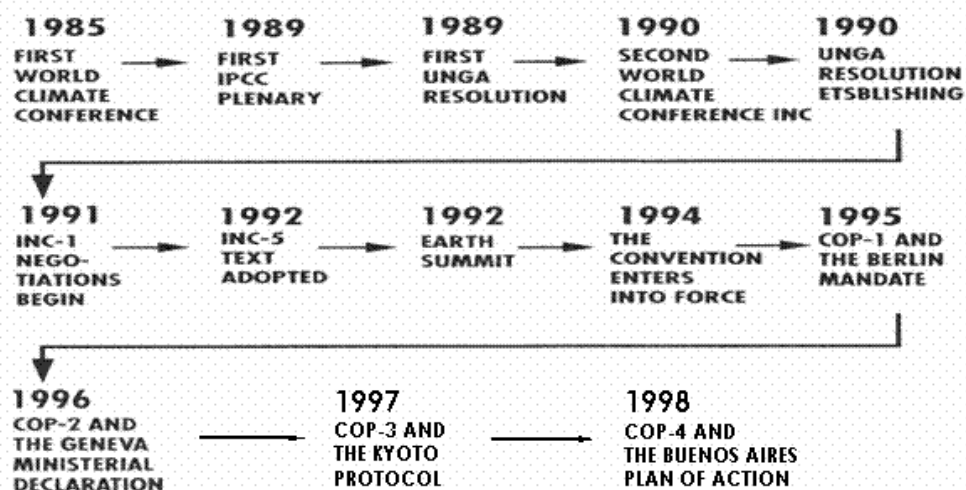 1985
FIRST
WORLD
CLIMATE
CONFERENCE
1989
FIRST
IPCC
PLENARY
1989
FIRST
UNGA
RESOLUTION
1990
SECOND
WORLD
CLIMATE
CONFERENCE INC
1990
UNGA
RESOLUTION
ETSBLISHING
1991
INC-1
NEGO-
TIATIONS
BEGIN
1992
INC-5
TEXT
ADOPTED
1992
EARTH
SUMMIT
1994
THE
CONVENTION
ENTERS
INTO FORCE
1995
COP-1 AND
THE BERLIN
MANDATE
1996
COP-2 AND
THE GENEVA
MINISTERIAL
DECLARATION
1997
COP-3 AND
THE KYOTO
PROTOCOL
1998
COP-4 AND
THE BUENOS AIRES
PLAN OF ACTION